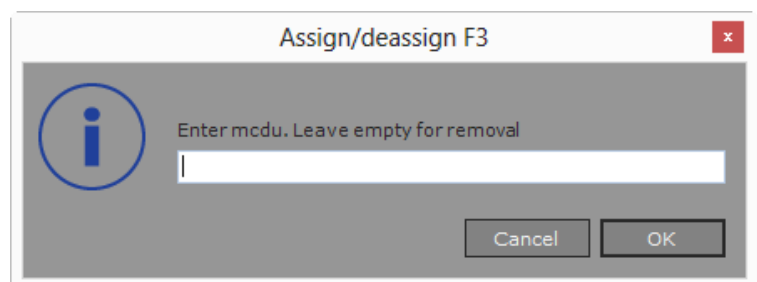 Assign/deassign F3
x
Enter mcdu. Leave empty for removal
Cancel OK